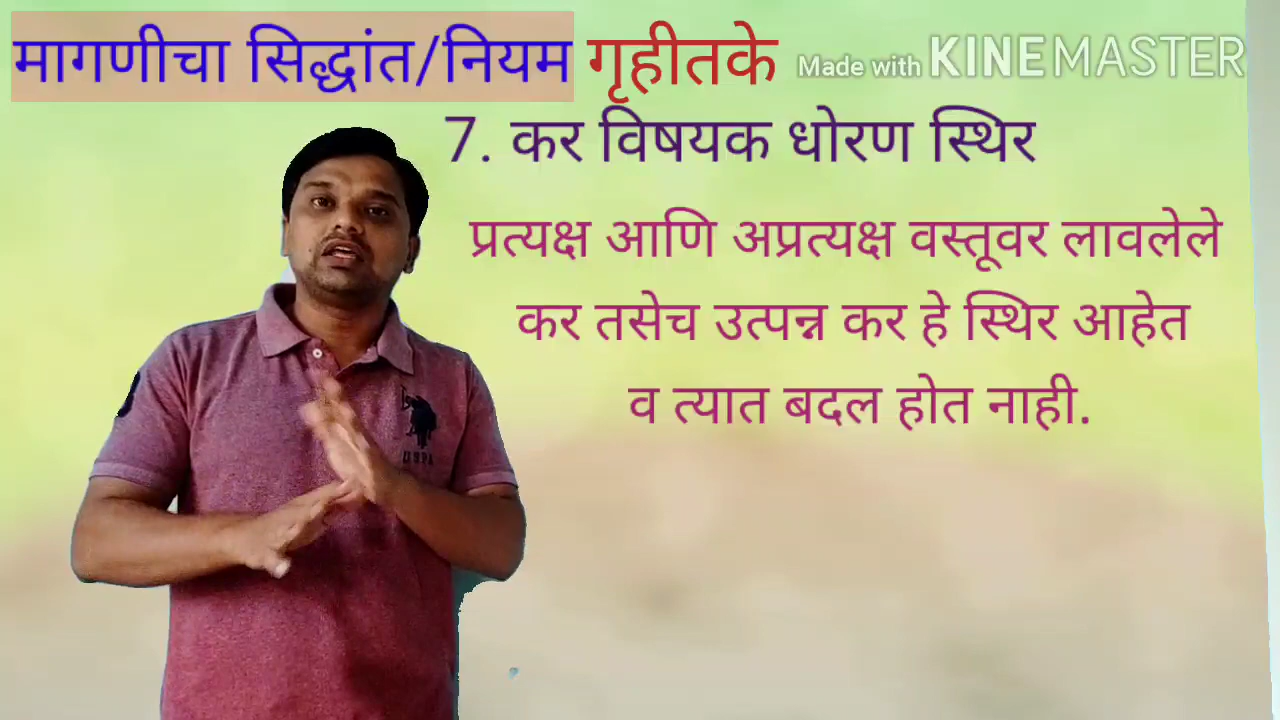 मागणीचा सिद्धांत/नियम गृहीतके
Made with KINEMASTER
7. कर विषयक धोरण स्थिर
प्रत्यक्ष आणि अप्रत्यक्ष वस्तूवर लावलेले
कर तसेच उत्पन्न कर हे स्थिर आहेत
व त्यात बदल होत नाही.
USPA